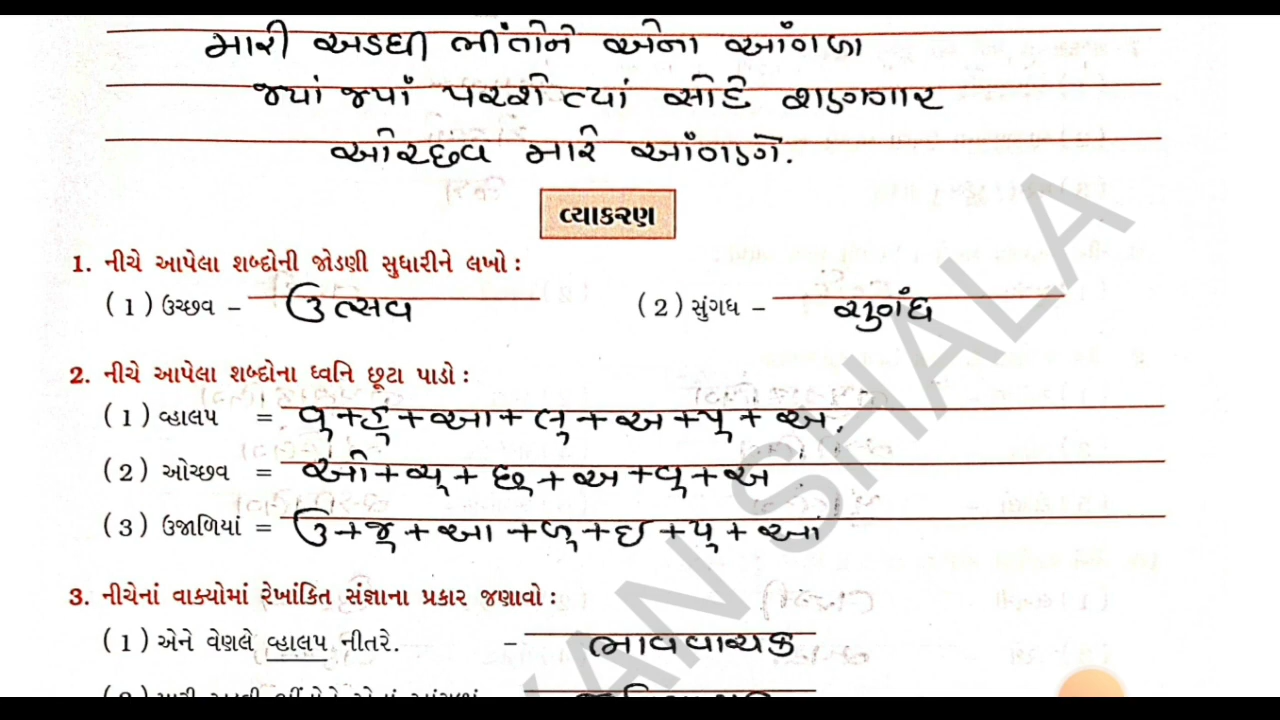 મારી અડધી ભીંતોને એના આઁગળા
જ્યાં જ્યાઁ પરશે ત્યાં સોહે શણગાર
ઓચ્છવ મારે આઁગણે.
વ્યાકરણ
1. નીચે આપેલા શબ્દોની જોડણી સુધારીને લખો :
(1) ઉચ્છવ – ઉત્સવ (2) સુંગધ – સુગંધ
2. નીચે આપેલા શબ્દોના ધ્વનિ છૂટા પાડો :
(1) વ્હાલપ = વ્+હ્+આ+લ્+અ+પ્+અ.
(2) ઓચ્છવ = ઓ+ચ્+છ્+અ+વ્+અ
(3) ઉજાળિયાં = ઉ+જ્+આ+ળ્+ઇ+ય્+આં
3. નીચેનાં વાક્યોમાં રેખાંકિત સંજ્ઞાના પ્રકાર જણાવો :
(1) એને વેણલે વ્હાલપ નીતરે. – ભાવવાચક
YAN SHALA